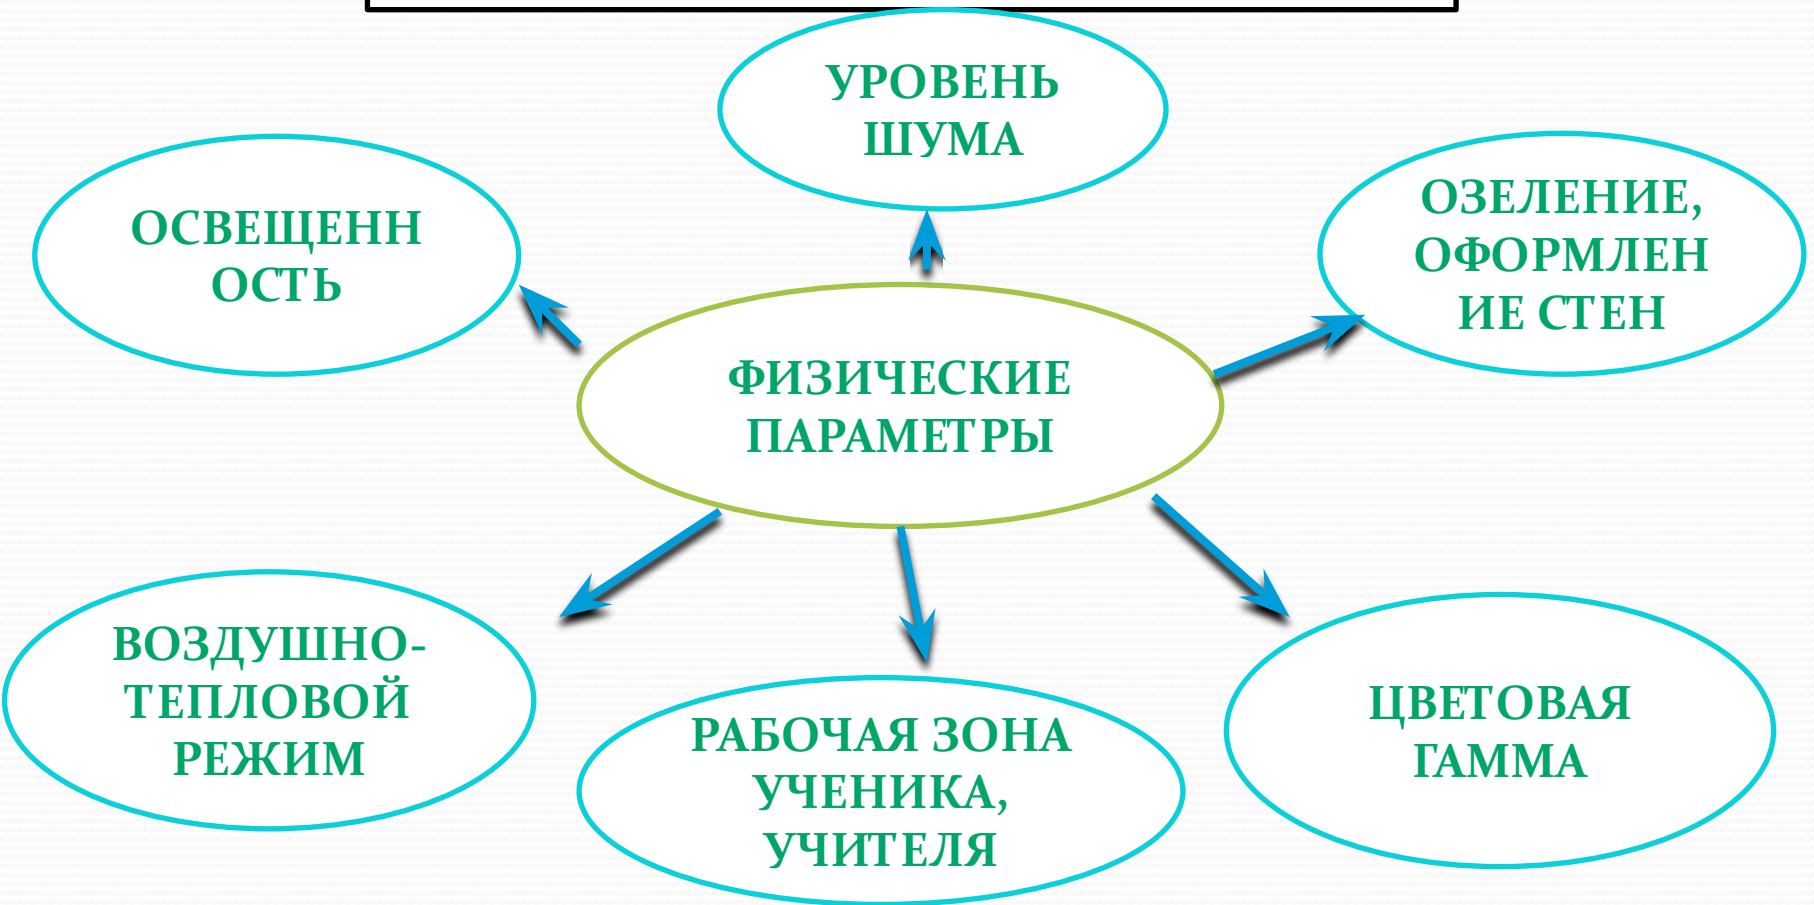 УРОВЕНЬ
ШУМА
ОСВЕЩЕНН
ОСТЬ
ОЗЕЛЕНИЕ,
ОФОРМЛЕН
ИЕ СТЕН
ФИЗИЧЕСКИЕ
ПАРАМЕТРЫ
ВОЗДУШНО-
ТЕПЛОВОЙ
РЕЖИМ
РАБОЧАЯ ЗОНА
УЧЕНИКА,
УЧИТЕЛЯ
ЦВЕТОВАЯ
ГАММА